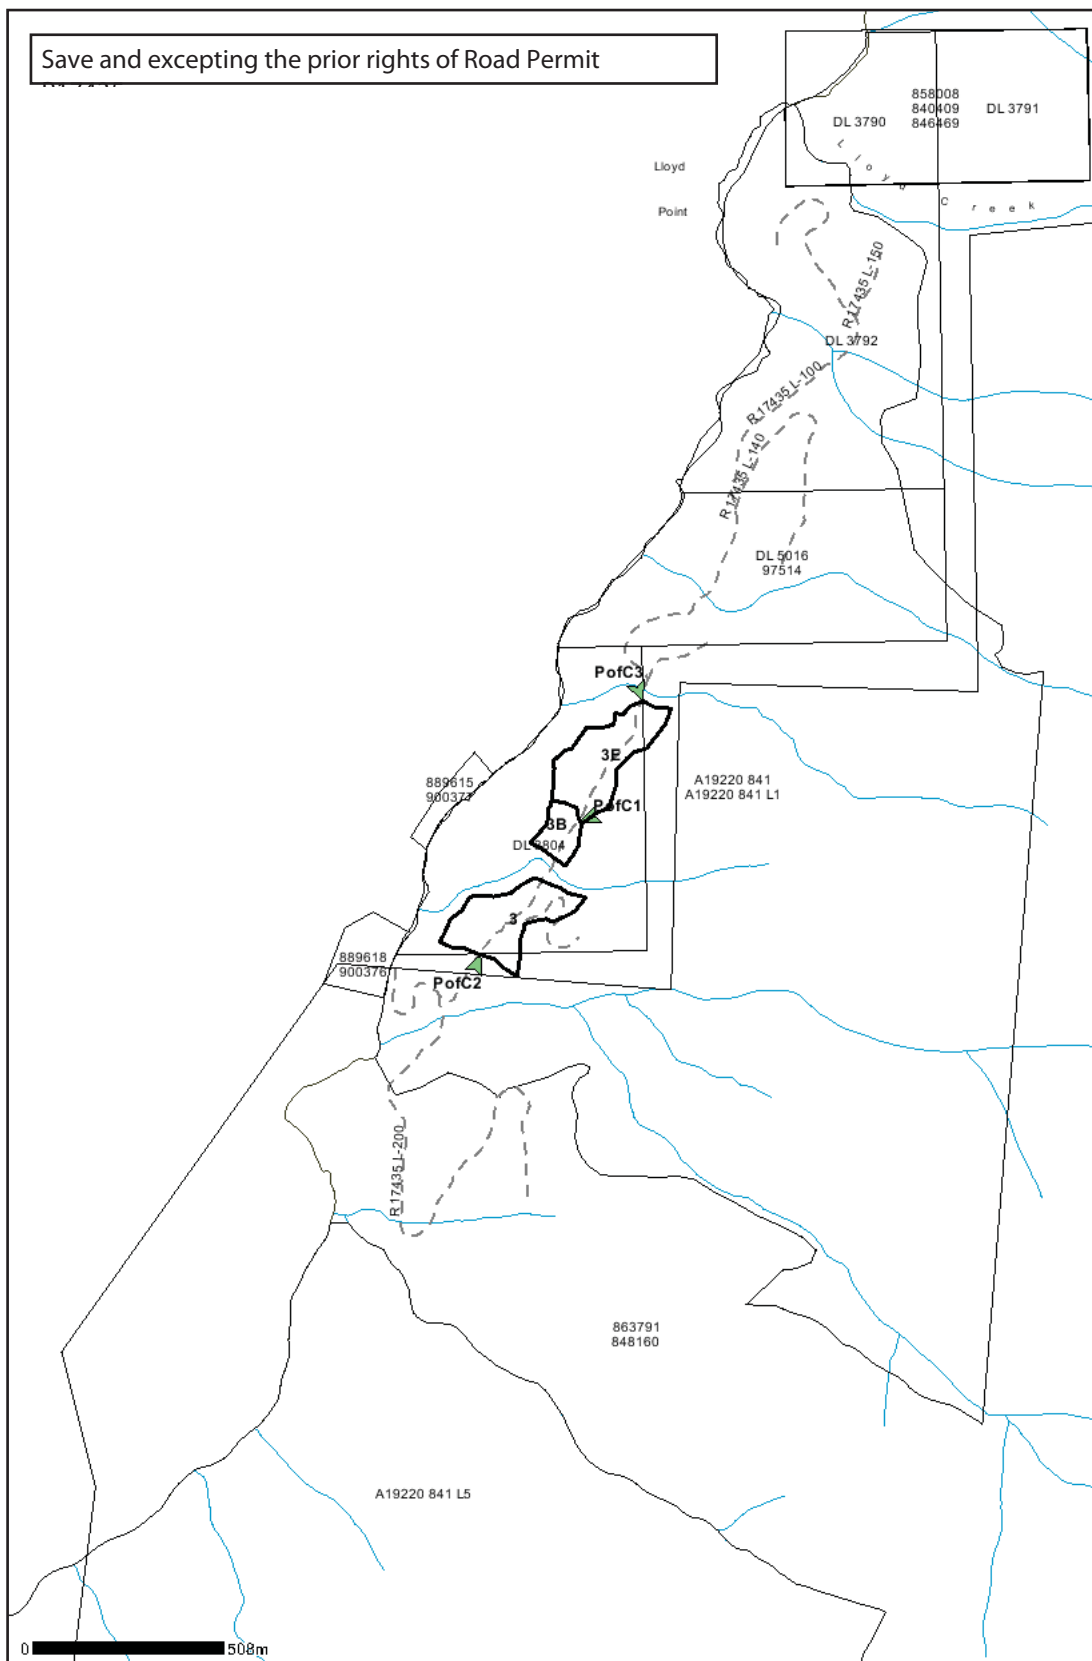 Save and excepting the prior rights of Road Permit
858008
840409
846469
DL 3790
DL 3791
Lloyd Creek
Lloyd
Point
R17435 L-150
DL 3792
R17435 L-100
R17435 L-140
DL 5016
97514
PofC3
3E
A19220 841
A19220 841 L1
889615
900377
PofC1
3B
DL 3804
3
889618
900376
PofC2
R17435 L-200
863791
848160
A19220 841 L5
0
500m